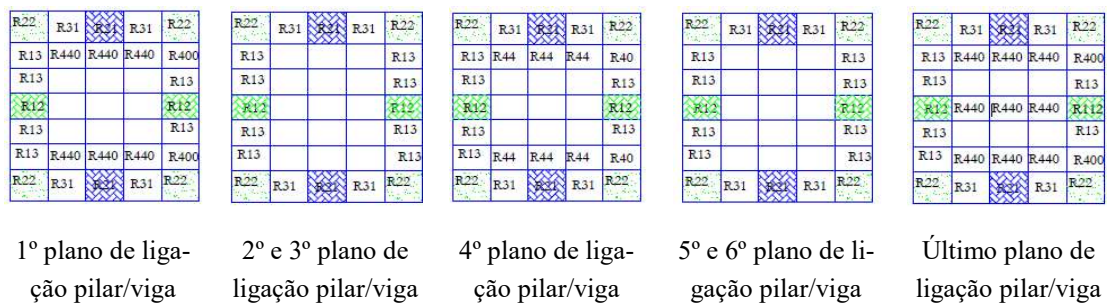 R22 R31 R21 R31 R22
R13 R440 R440 R440 R400
R13 R13
R12 R12
R13 R13
R13 R440 R440 R440 R400
R22 R31 R21 R31 R22
1º plano de liga-
ção pilar/viga
R22 R31 R21 R31 R22
R13 R13
R13 R13
R12 R12
R13 R13
R13 R13
R22 R31 R21 R31 R22
2º e 3º plano de
ligação pilar/viga
R22 R31 R21 R31 R22
R13 R44 R44 R44 R40
R13 R13
R12 R12
R13 R13
R13 R44 R44 R44 R40
R22 R31 R21 R31 R22
4º plano de liga-
ção pilar/viga
R22 R31 R21 R31 R22
R13 R13
R13 R13
R12 R12
R13 R13
R13 R13
R22 R31 R21 R31 R22
5º e 6º plano de li-
gação pilar/viga
R22 R31 R21 R31 R22
R13 R440 R440 R440 R400
R13 R13
R12 R440 R440 R440 R112
R13 R13
R13 R440 R440 R440 R400
R22 R31 R21 R31 R22
Último plano de
ligação pilar/viga